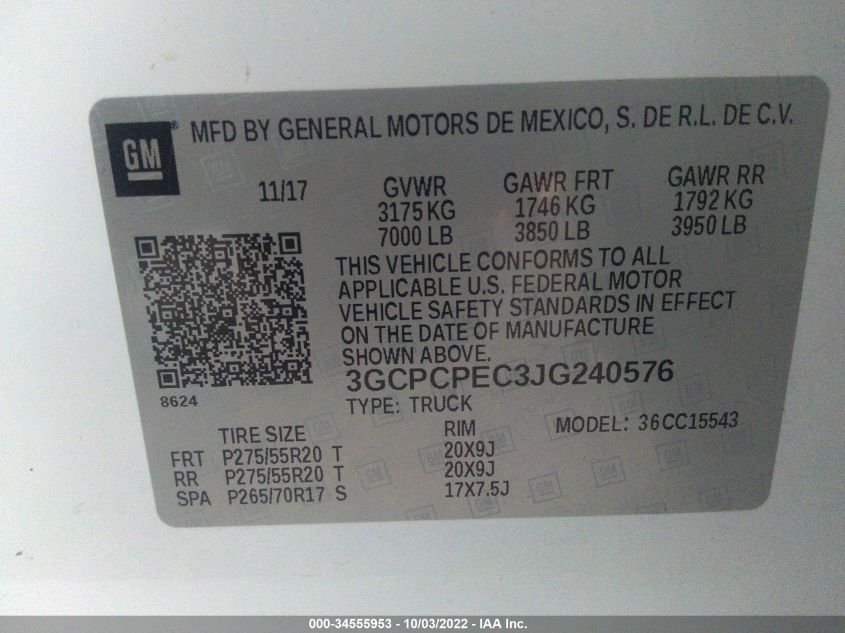 GM ® MFD BY GENERAL MOTORS DE MEXICO, S. DE R.L. DE C.V.
11/17 GVWR GAWR FRT GAWR RR
3175 KG 1746 KG 1792 KG
7000 LB 3850 LB 3950 LB
THIS VEHICLE CONFORMS TO ALL
APPLICABLE U.S. FEDERAL MOTOR
VEHICLE SAFETY STANDARDS IN EFFECT
ON THE DATE OF MANUFACTURE
SHOWN ABOVE.
3GCPCPEC3JG240576
8624
TYPE: TRUCK
TIRE SIZE RIM MODEL: 36CC15543
FRT P275/55R20 T 20X9J
RR P275/55R20 T 20X9J
SPA P265/70R17 S 17X7.5J
000-34555953 - 10/03/2022 - IAA Inc.